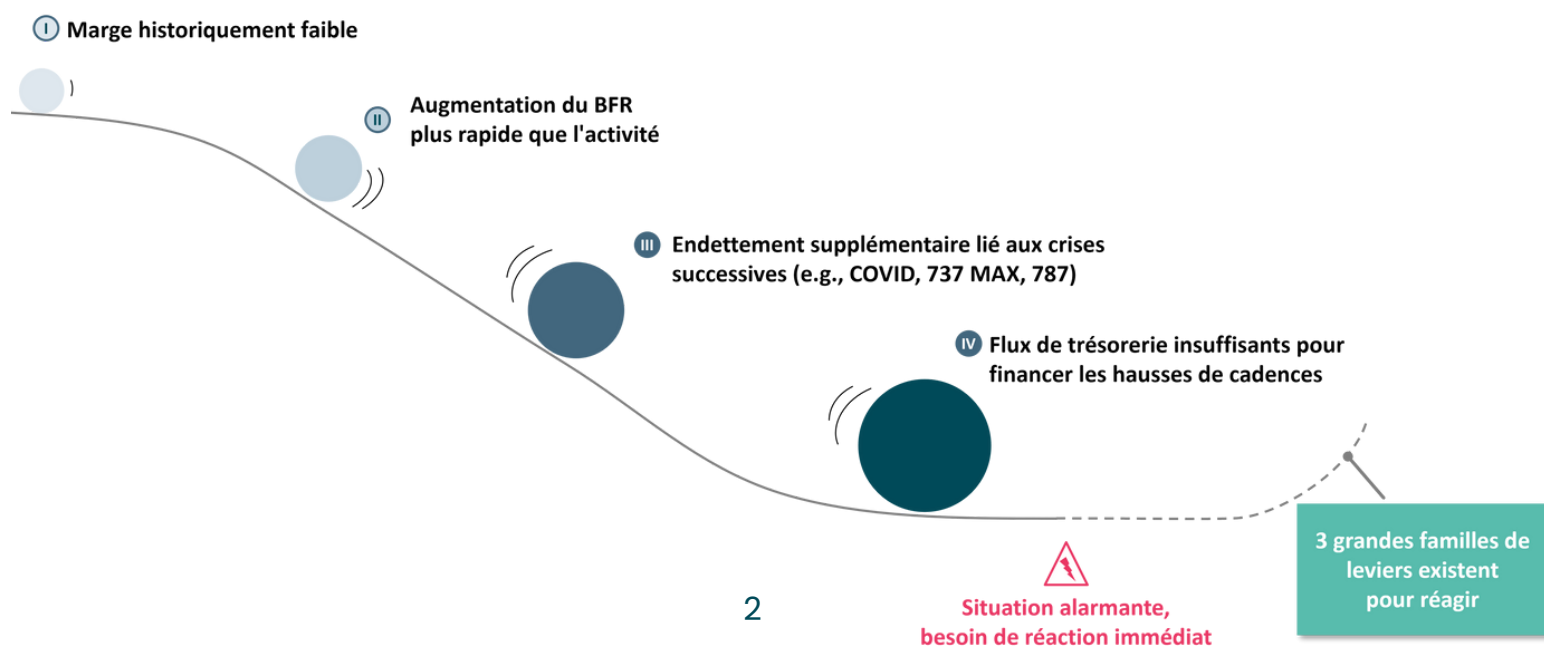 I Marge historiquement faible
II Augmentation du BFR
plus rapide que l'activité
III Endettement supplémentaire lié aux crises
successives (e.g., COVID, 737 MAX, 787)
IV Flux de trésorerie insuffisants pour
financer les hausses de cadences
3 grandes familles de
leviers existent
pour réagir
Situation alarmante,
besoin de réaction immédiat
2